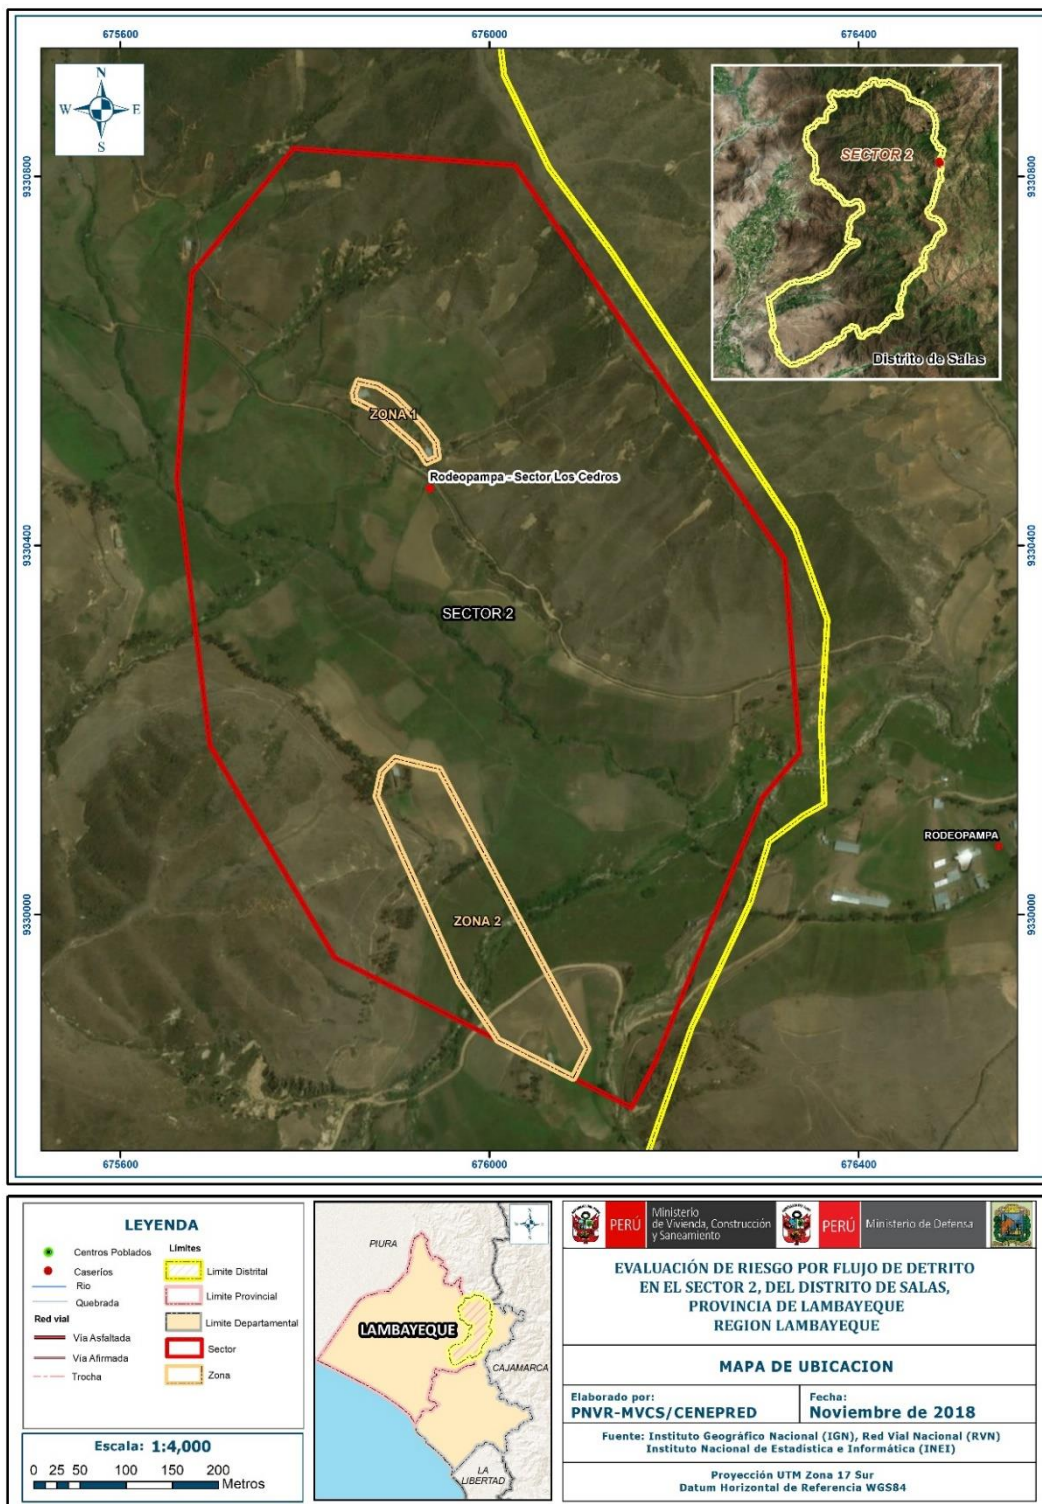 675600
676000
676400
N
W
E
S
9330800
9330800
SECTOR 2
Distrito de Salas
ZONA 1
Rodeopampa - Sector Los Cedros
9330400
9330400
SECTOR 2
RODEOPAMPA
9330000
9330000
ZONA 2
675600
676000
676400
LEYENDA
Centros Poblados
Caseríos
Rio
Quebrada
Red vial
Vía Asfaltada
Vía Afirmada
Trocha
Límites
Limite Distrital
Limite Provincial
Limite Departamental
Sector
Zona
Escala: 1:4,000
0 25 50 100 150 200
Metros
PIURA
LAMBAYEQUE
CAJAMARCA
LA
LIBERTAD
PERÚ
Ministerio
de Vivienda, Construcción
y Saneamiento
PERÚ
Ministerio de Defensa
EVALUACIÓN DE RIESGO POR FLUJO DE DETRITO
EN EL SECTOR 2, DEL DISTRITO DE SALAS,
PROVINCIA DE LAMBAYEQUE
REGION LAMBAYEQUE
MAPA DE UBICACION
Elaborado por:
PNVR-MVCS/CENEPRED
Fecha:
Noviembre de 2018
Fuente: Instituto Geográfico Nacional (IGN), Red Vial Nacional (RVN)
Instituto Nacional de Estadística e Informática (INEI)
Proyección UTM Zona 17 Sur
Datum Horizontal de Referencia WGS84